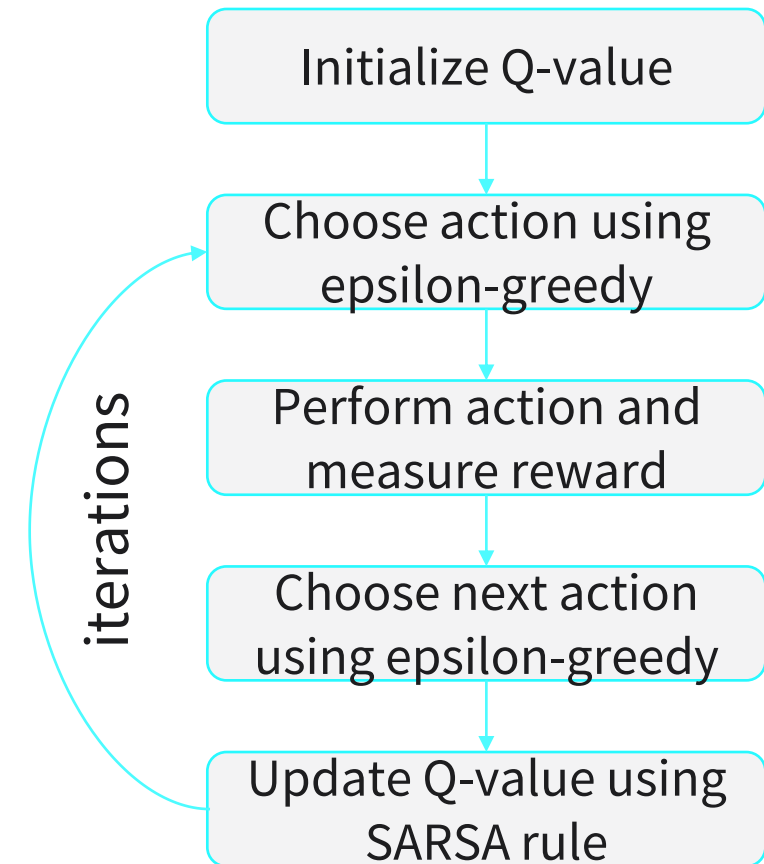 Initialize Q-value
Choose action using
epsilon-greedy
Perform action and
measure reward
iterations
Choose next action
using epsilon-greedy
Update Q-value using
SARSA rule